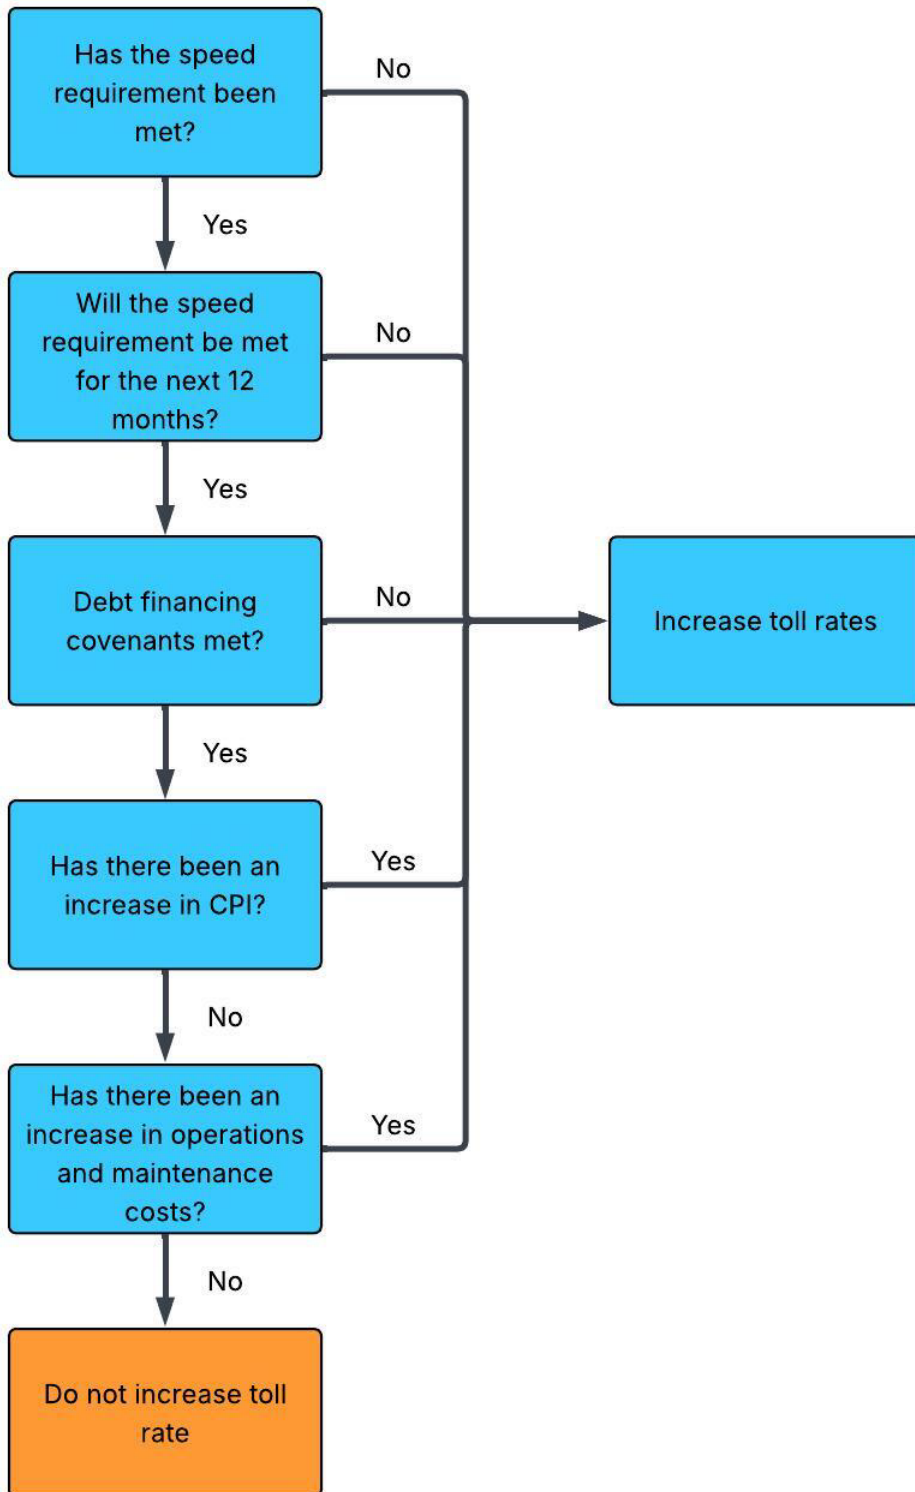 Has the speed
requirement been
met?
No
Yes
Will the speed
requirement be met
for the next 12
months?
No
Yes
Debt financing
covenants met?
No
Increase toll rates
Yes
Has there been an
increase in CPI?
Yes
No
Has there been an
increase in operations
and maintenance
costs?
Yes
No
Do not increase toll
rate